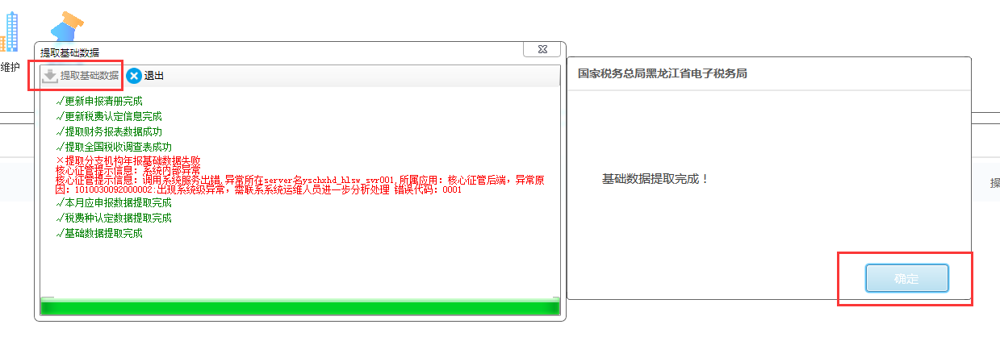 维护
提取基础数据
提取基础数据 退出
√更新申报清册完成
√更新税费认定信息完成
√提取财务报表数据成功
√提取全国税收调查表成功
×提取分支机构年报基础数据失败
核心征管提示信息：系统内部异常
核心征管提示信息：调用系统服务出错,异常所在server名yschxhd_hlsw_svr001,所属应用：核心征管后端，异常原
因：1010030092000002:出现系统级异常，需联系系统运维人员进一步分析处理 错误代码：0001
√本月应申报数据提取完成
√税费种认定数据提取完成
√基础数据提取完成
国家税务总局黑龙江省电子税务局
基础数据提取完成！
确定